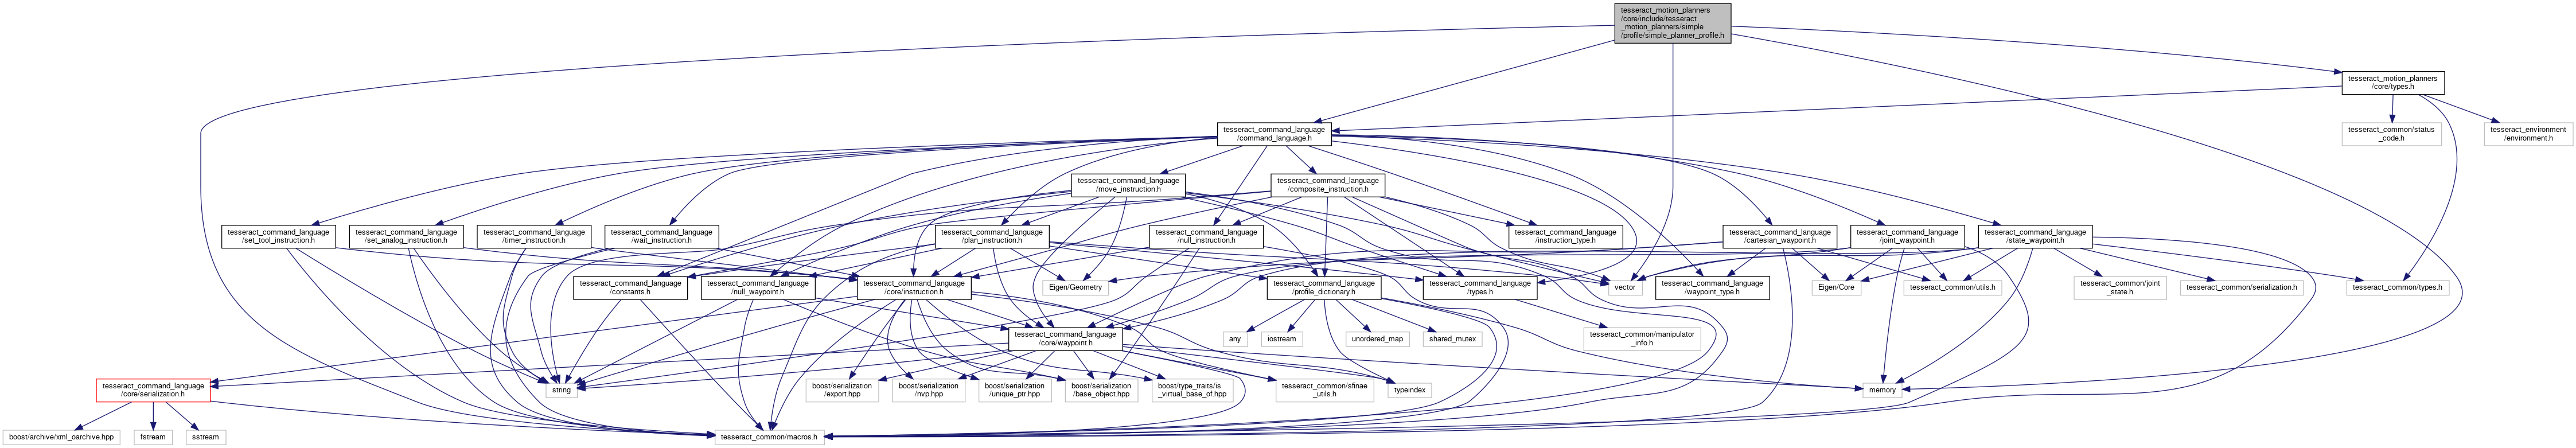 tesseract_motion_planners
/core/include/tesseract
_motion_planners/simple
/profile/simple_planner_profile.h
tesseract_motion_planners
/core/types.h
tesseract_command_language
/command_language.h
tesseract_common/status
_code.h
tesseract_environment
/environment.h
tesseract_command_language
/move_instruction.h
tesseract_command_language
/composite_instruction.h
tesseract_command_language
/set_tool_instruction.h
tesseract_command_language
/set_analog_instruction.h
tesseract_command_language
/timer_instruction.h
tesseract_command_language
/wait_instruction.h
tesseract_command_language
/plan_instruction.h
tesseract_command_language
/null_instruction.h
tesseract_command_language
/instruction_type.h
tesseract_command_language
/cartesian_waypoint.h
tesseract_command_language
/joint_waypoint.h
tesseract_command_language
/state_waypoint.h
tesseract_command_language
/constants.h
tesseract_command_language
/null_waypoint.h
tesseract_command_language
/core/instruction.h
Eigen/Geometry
tesseract_command_language
/profile_dictionary.h
tesseract_command_language
/types.h
vector
tesseract_command_language
/waypoint_type.h
Eigen/Core
tesseract_common/utils.h
tesseract_common/joint
_state.h
tesseract_common/serialization.h
tesseract_common/types.h
tesseract_command_language
/core/waypoint.h
any
iostream
unordered_map
shared_mutex
tesseract_common/manipulator
_info.h
tesseract_command_language
/core/serialization.h
string
boost/serialization
/export.hpp
boost/serialization
/nvp.hpp
boost/serialization
/unique_ptr.hpp
boost/serialization
/base_object.hpp
boost/type_traits/is
_virtual_base_of.hpp
tesseract_common/sfinae
_utils.h
typeindex
memory
boost/archive/xml_oarchive.hpp
fstream
sstream
tesseract_common/macros.h